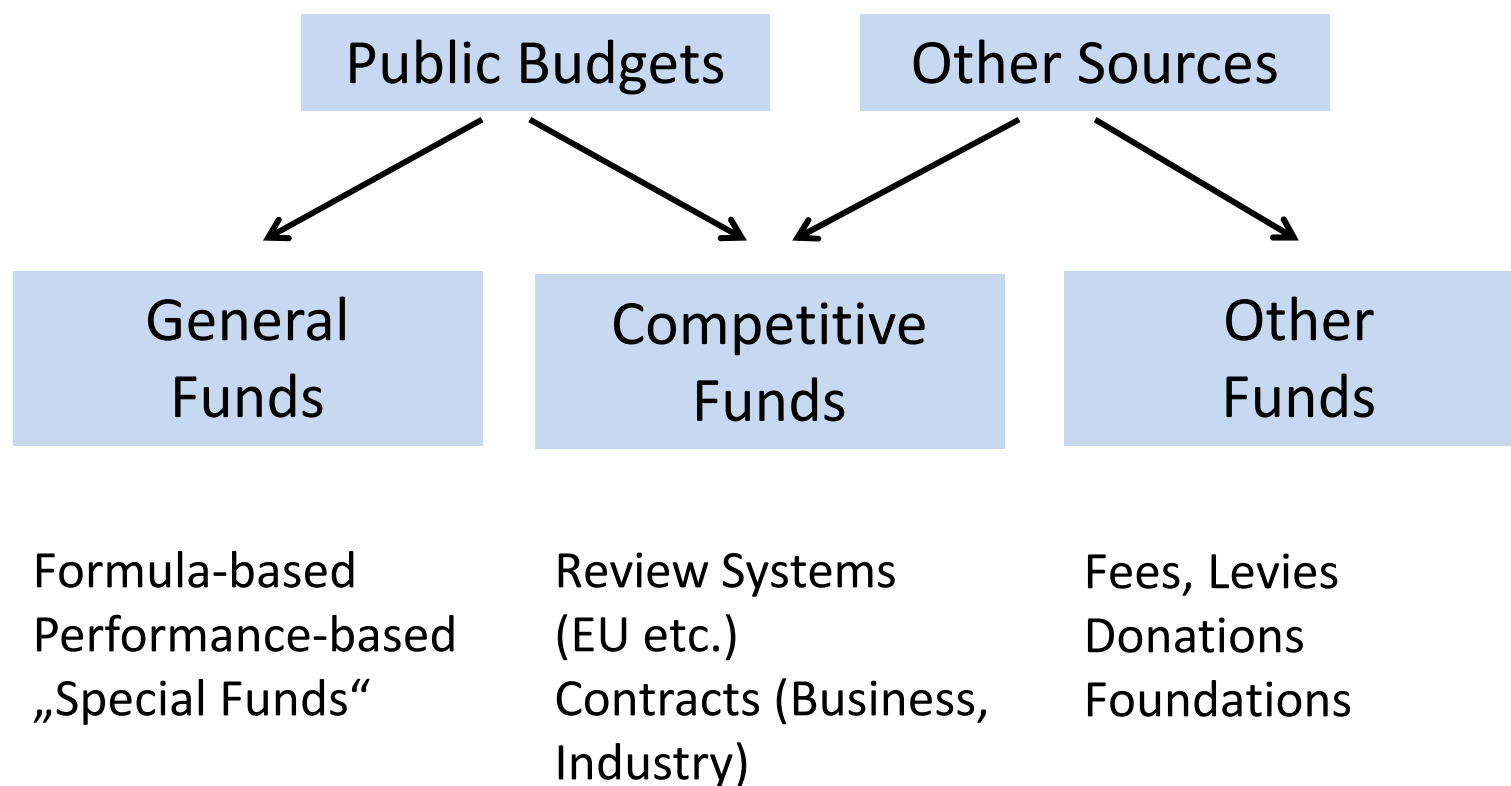 Public Budgets
Other Sources
General
Funds
Competitive
Funds
Other
Funds
Formula-based
Performance-based
„Special Funds“
Review Systems
(EU etc.)
Contracts (Business,
Industry)
Fees, Levies
Donations
Foundations